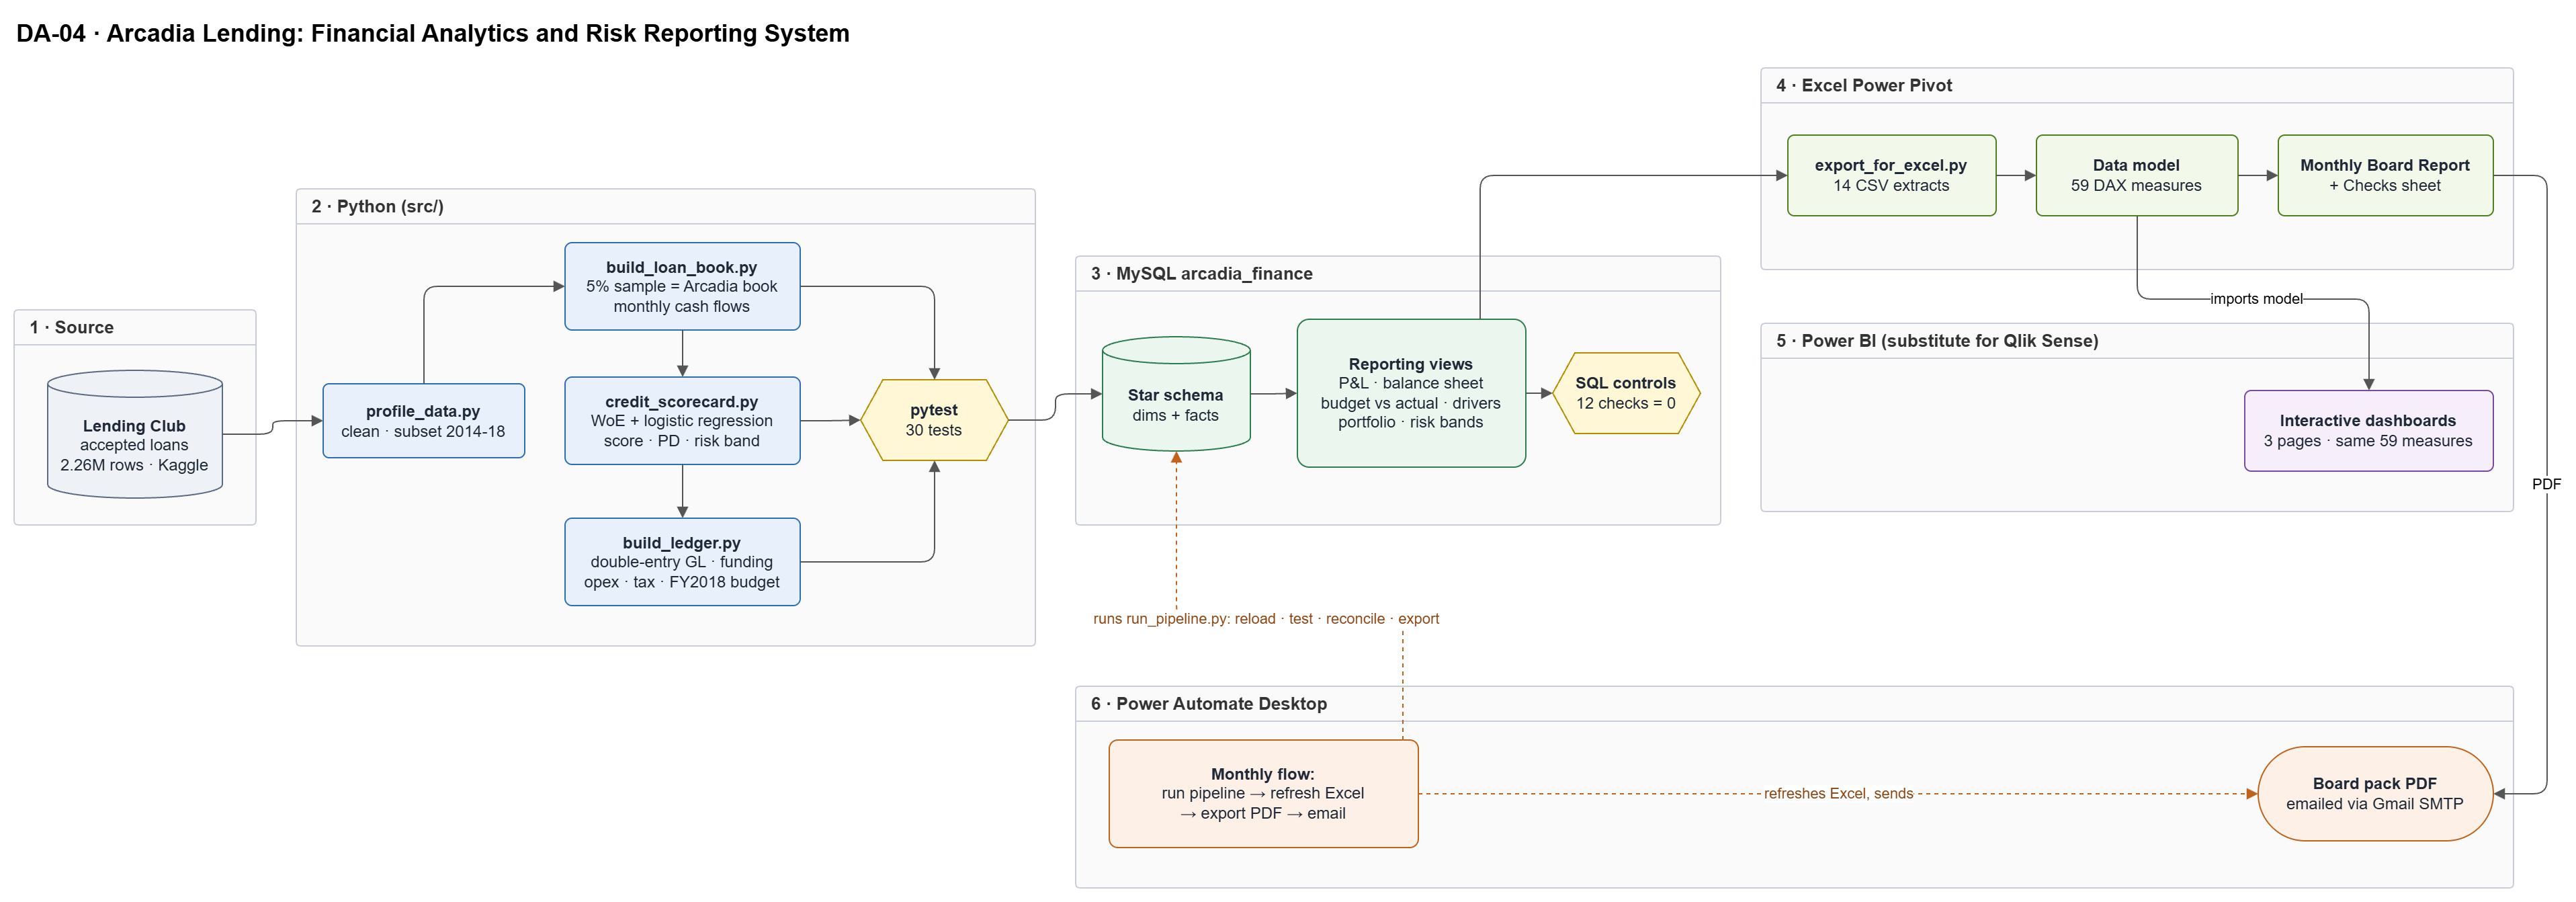 DA-04 · Arcadia Lending: Financial Analytics and Risk Reporting System
1 · Source
Lending Club
accepted loans
2.26M rows · Kaggle
2 · Python (src/)
profile_data.py
clean · subset 2014-18
build_loan_book.py
5% sample = Arcadia book
monthly cash flows
credit_scorecard.py
WoE + logistic regression
score · PD · risk band
build_ledger.py
double-entry GL · funding
opex · tax · FY2018 budget
pytest
30 tests
3 · MySQL arcadia_finance
Star schema
dims + facts
Reporting views
P&L · balance sheet
budget vs actual · drivers
portfolio · risk bands
SQL controls
12 checks = 0
4 · Excel Power Pivot
export_for_excel.py
14 CSV extracts
Data model
59 DAX measures
Monthly Board Report
+ Checks sheet
imports model
5 · Power BI (substitute for Qlik Sense)
Interactive dashboards
3 pages · same 59 measures
PDF
runs run_pipeline.py: reload · test · reconcile · export
6 · Power Automate Desktop
Monthly flow:
run pipeline → refresh Excel
→ export PDF → email
refreshes Excel, sends
Board pack PDF
emailed via Gmail SMTP